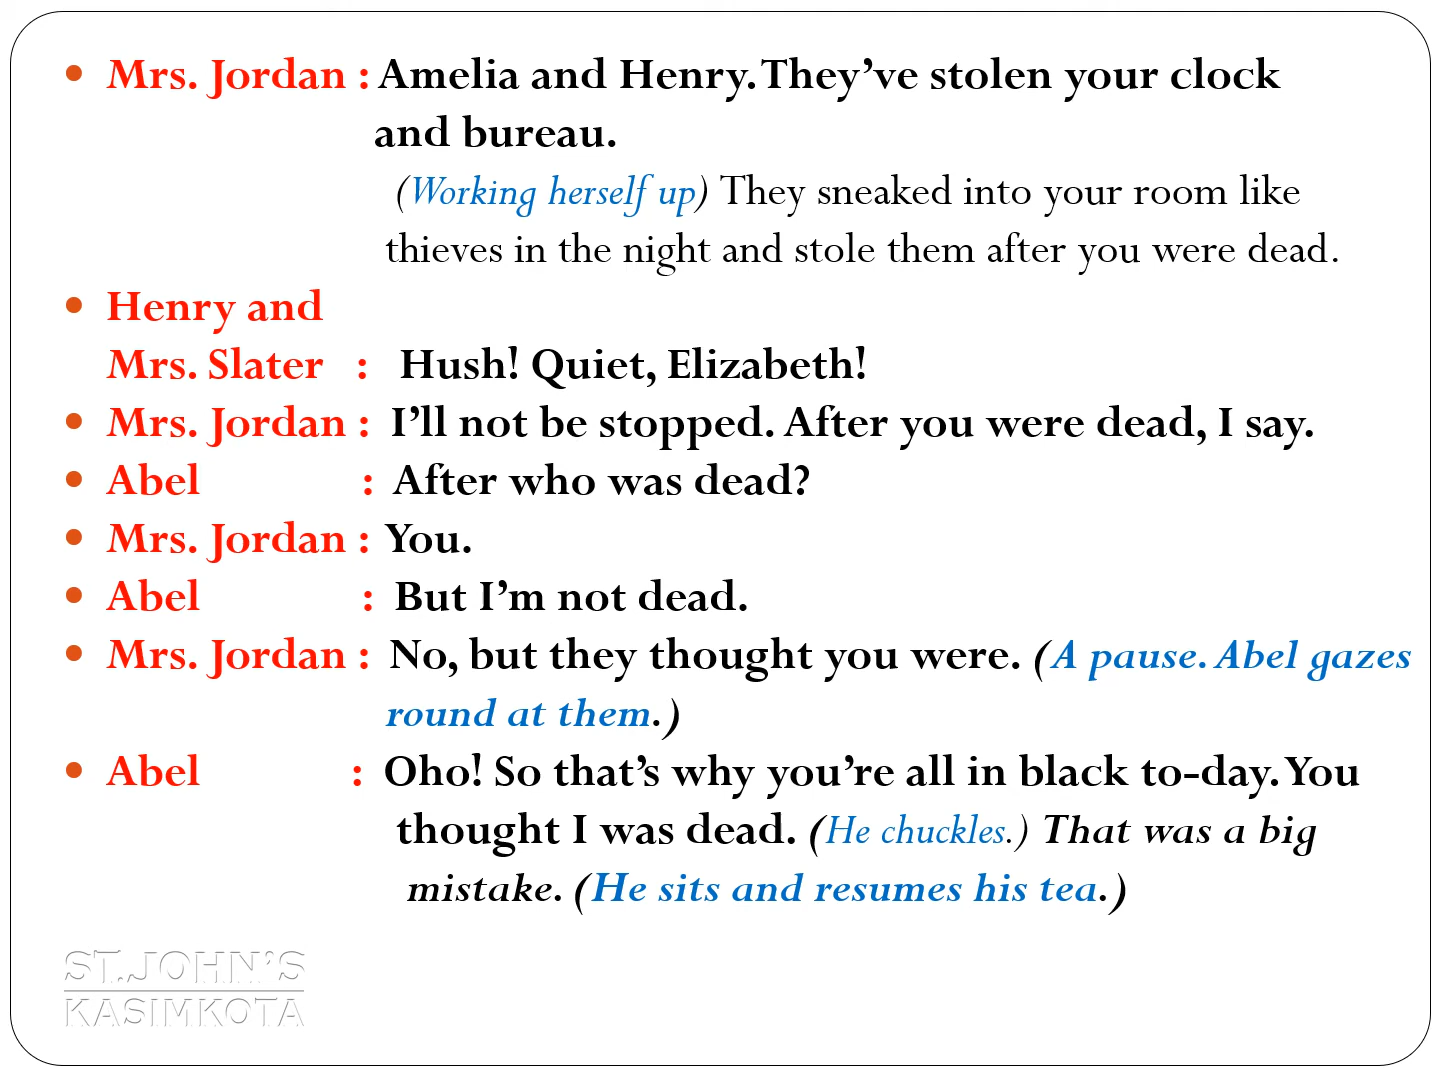 • Mrs. Jordan : Amelia and Henry. They’ve stolen your clock
and bureau.
(Working herself up) They sneaked into your room like
thieves in the night and stole them after you were dead.
• Henry and
Mrs. Slater : Hush! Quiet, Elizabeth!
• Mrs. Jordan : I’ll not be stopped. After you were dead, I say.
• Abel : After who was dead?
• Mrs. Jordan : You.
• Abel : But I’m not dead.
• Mrs. Jordan : No, but they thought you were. (A pause. Abel gazes
round at them.)
• Abel : Oho! So that’s why you’re all in black to-day. You
thought I was dead. (He chuckles.) That was a big
mistake. (He sits and resumes his tea.)
ST.JOHN’S
KASIMKOTA